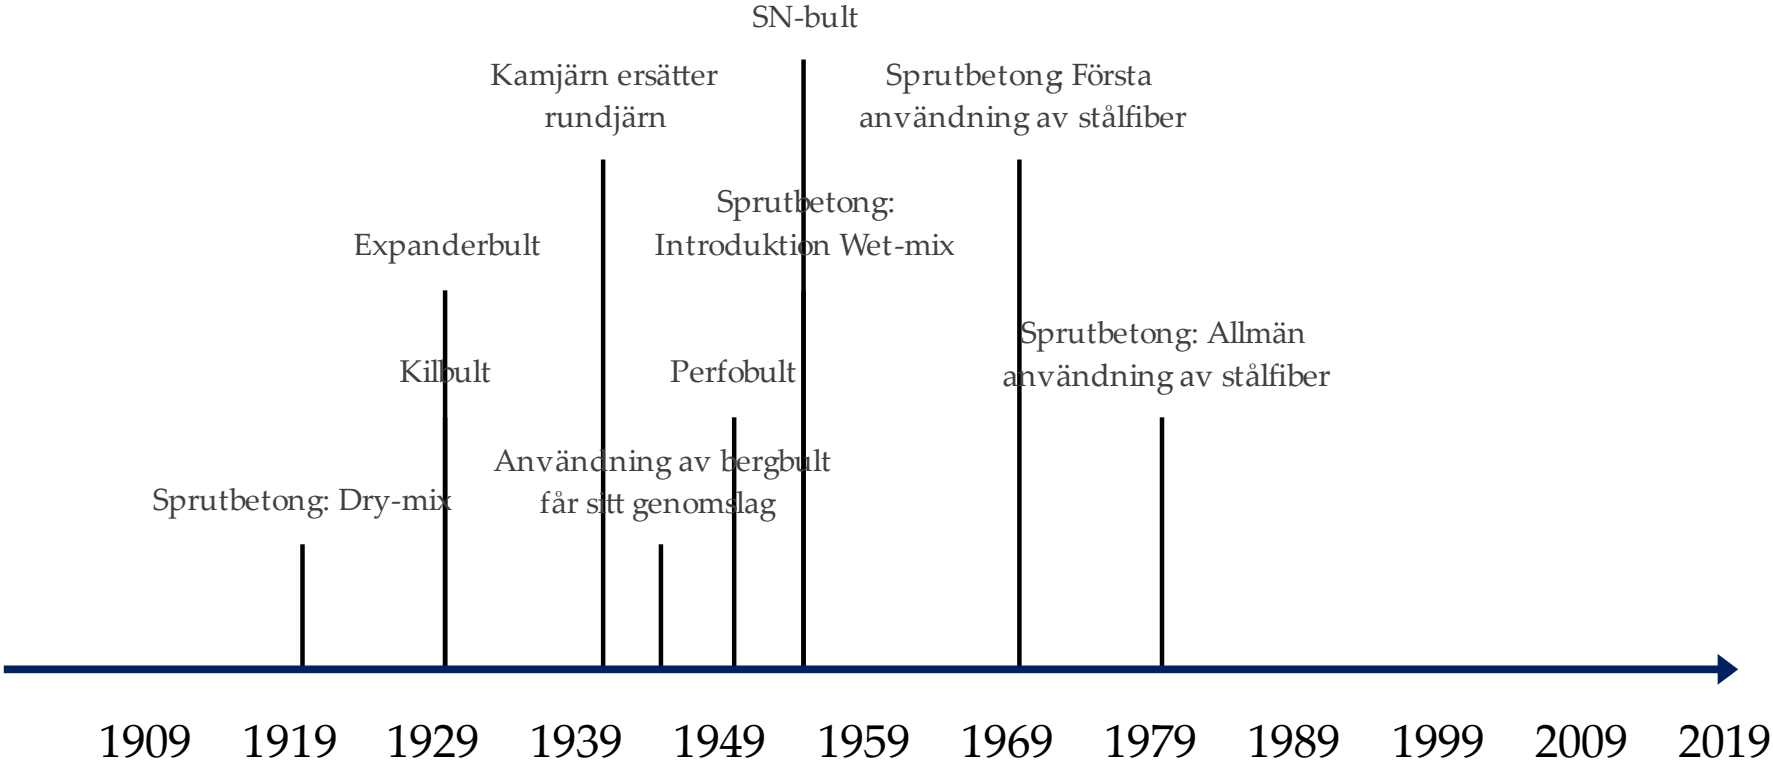 SN-bult
Kamjärn ersätter
rundjärn
Sprutbetong: Första
användning av stålfiber
Sprutbetong:
Introduktion Wet-mix
Expanderbult
Sprutbetong: Allmän
användning av stålfiber
Kilbult
Perfobult
Användning av bergbult
får sitt genomslag
Sprutbetong: Dry-mix
1909 1919 1929 1939 1949 1959 1969 1979 1989 1999 2009 2019